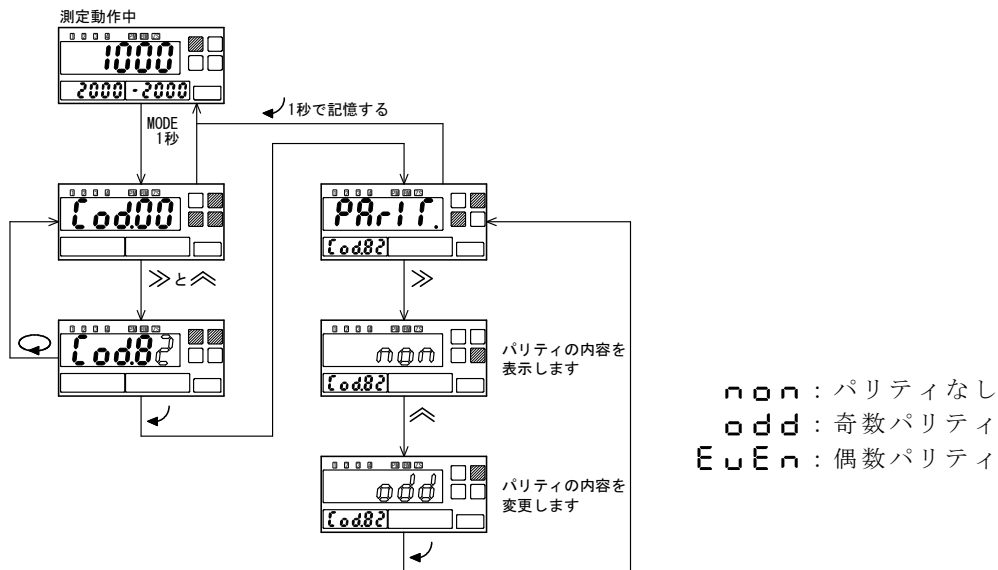 測定動作中
1000
2000 -2000
MODE
1秒
1秒で記憶する
Cod.00
≫と︽
Cod.82
PArIT.
Cod.82
≫
non
Cod.82
パリティの内容を
表示します
︽
odd
Cod.82
パリティの内容を
変更します
non：パリティなし
odd：奇数パリティ
EvEn：偶数パリティ